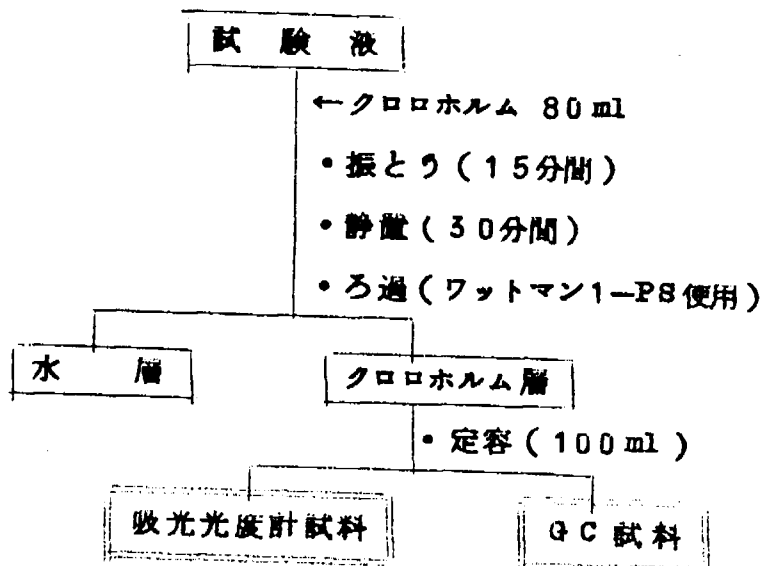 試験液
←クロロホルム 80ml
・振とう(15分間)
・静置(30分間)
・ろ過(ワットマン1-PS使用)
水層
クロロホルム層
・定容(100ml)
吸光光度計試料
GC試料